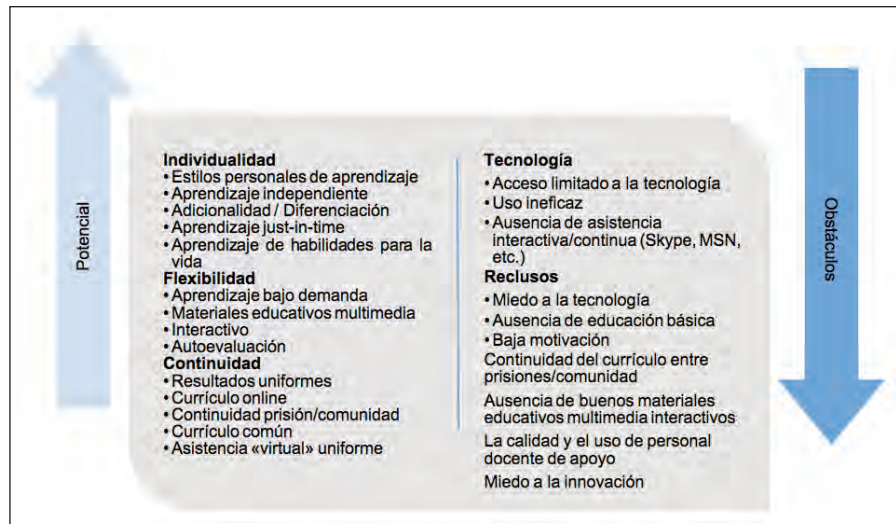 Potencial
Individualidad
• Estilos personales de aprendizaje
• Aprendizaje independiente
• Adicionalidad / Diferenciación
• Aprendizaje just-in-time
• Aprendizaje de habilidades para la
vida
Flexibilidad
• Aprendizaje bajo demanda
• Materiales educativos multimedia
• Interactivo
• Autoevaluación
Continuidad
• Resultados uniformes
• Currículo online
• Continuidad prisión/comunidad
• Currículo común
• Asistencia «virtual» uniforme
Tecnología
• Acceso limitado a la tecnología
• Uso ineficaz
• Ausencia de asistencia
interactiva/continua (Skype, MSN,
etc.)
Reclusos
• Miedo a la tecnología
• Ausencia de educación básica
• Baja motivación
Continuidad del currículo entre
prisiones/comunidad
Ausencia de buenos materiales
educativos multimedia interactivos
La calidad y el uso de personal
docente de apoyo
Miedo a la innovación
Obstáculos